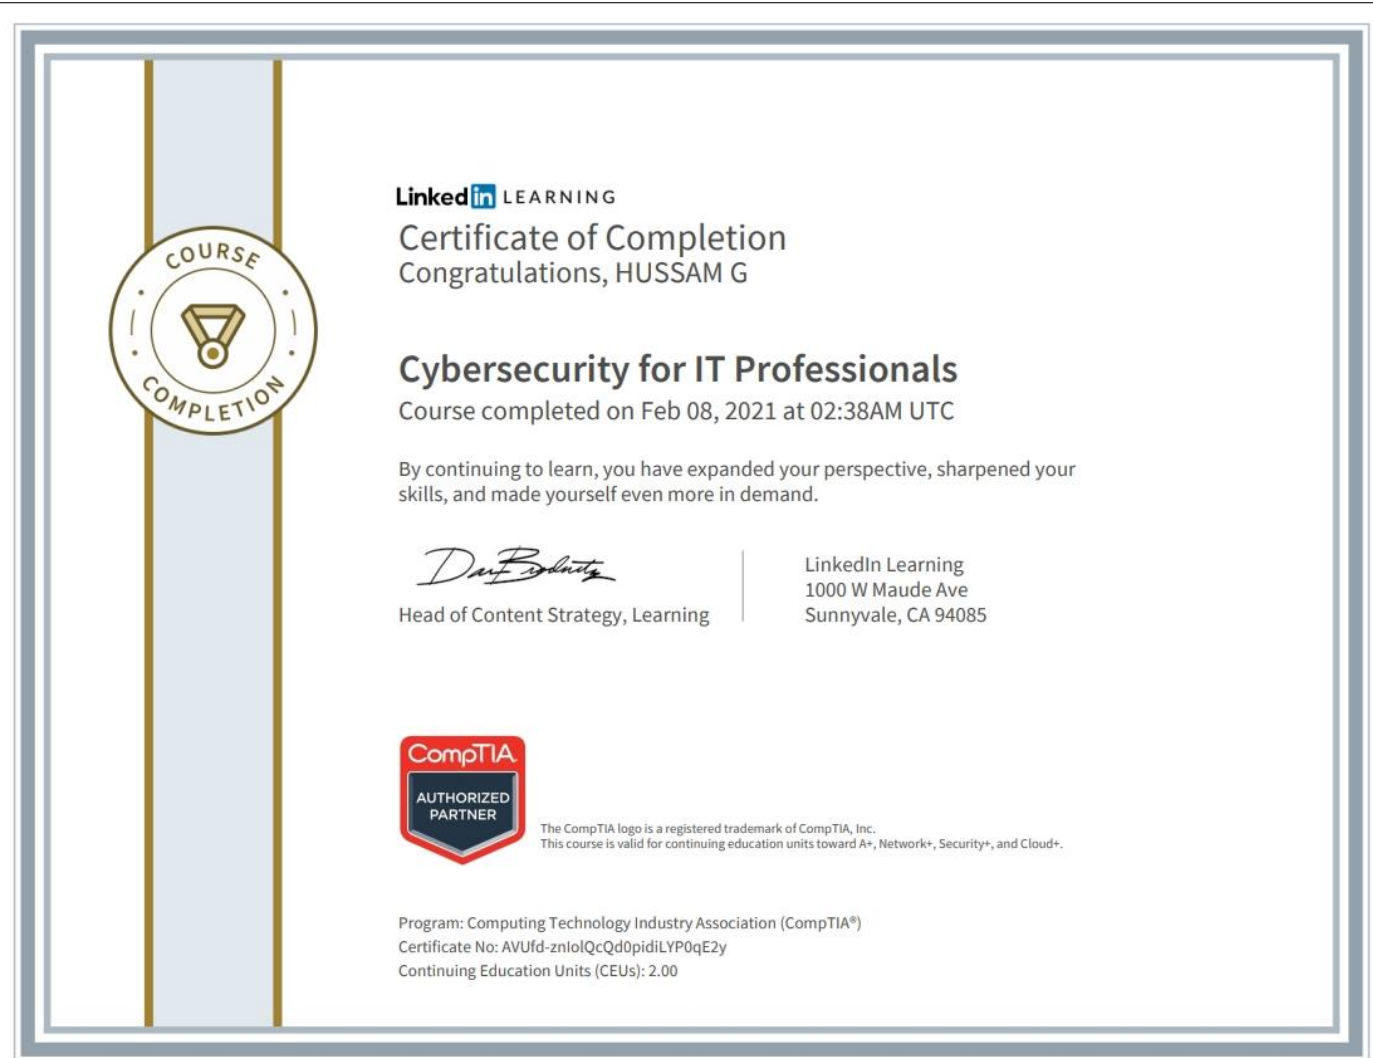 COURSE
COMPLETION
Linked in LEARNING
Certificate of Completion
Congratulations, HUSSAM G
Cybersecurity for IT Professionals
Course completed on Feb 08, 2021 at 02:38AM UTC
By continuing to learn, you have expanded your perspective, sharpened your
skills, and made yourself even more in demand.
Head of Content Strategy, Learning
LinkedIn Learning
1000 W Maude Ave
Sunnyvale, CA 94085
CompTIA
AUTHORIZED
PARTNER
The CompTIA logo is a registered trademark of CompTIA, Inc.
This course is valid for continuing education units toward A+, Network+, Security+, and Cloud+.
Program: Computing Technology Industry Association (CompTIA®)
Certificate No: AVUfd-znIolQcQd0pidiLYP0qE2y
Continuing Education Units (CEUs): 2.00